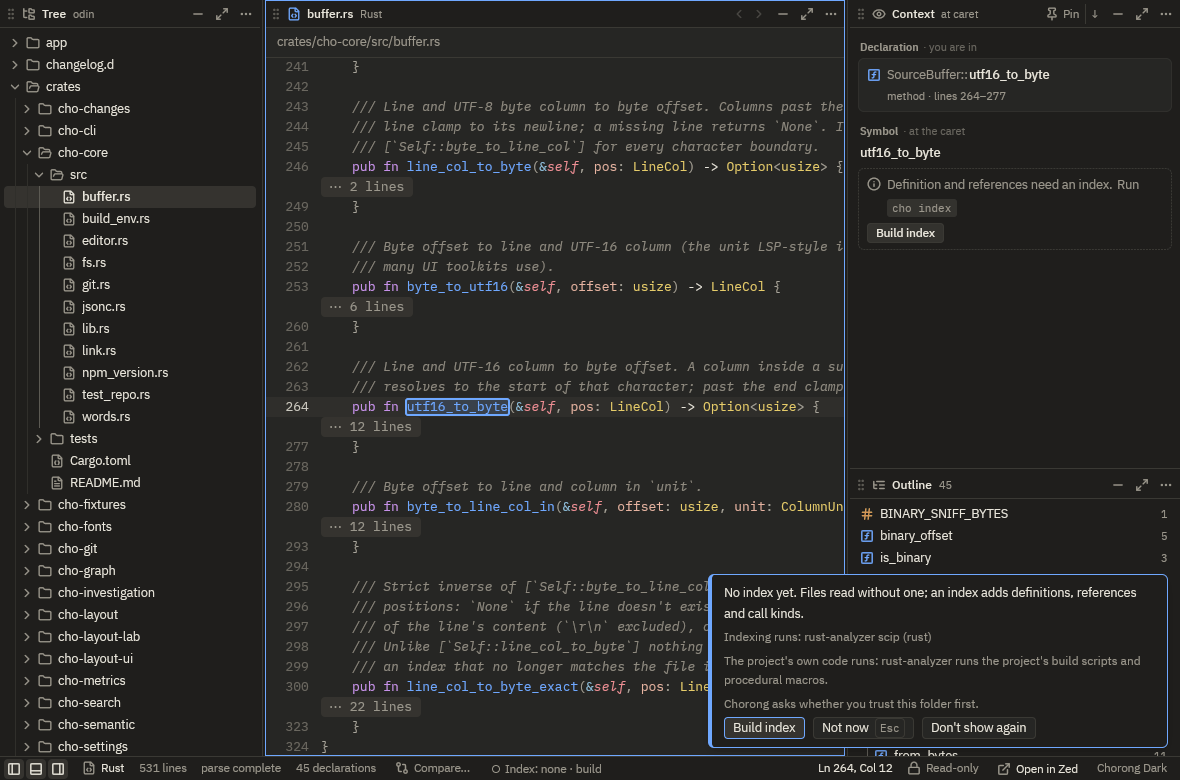 Tree odin
app
changelog.d
crates
cho-changes
cho-cli
cho-core
src
buffer.rs
build_env.rs
editor.rs
fs.rs
git.rs
jsonc.rs
lib.rs
link.rs
npm_version.rs
test_repo.rs
words.rs
tests
Cargo.toml
README.md
cho-fixtures
cho-fonts
cho-git
cho-graph
cho-investigation
cho-layout
cho-layout-lab
cho-layout-ui
cho-metrics
cho-search
cho-semantic
cho-settings
buffer.rs Rust
crates/cho-core/src/buffer.rs
241 }
242
243 /// Line and UTF-8 byte column to byte offset. Columns past the
244 /// line clamp to its newline; a missing line returns `None`. I
245 /// [`Self::byte_to_line_col`] for every character boundary.
246 pub fn line_col_to_byte(&self, pos: LineCol) -> Option<usize> {
··· 2 lines
249 }
250
251 /// Byte offset to line and UTF-16 column (the unit LSP-style i
252 /// many UI toolkits use).
253 pub fn byte_to_utf16(&self, offset: usize) -> LineCol {
··· 6 lines
260 }
261
262 /// Line and UTF-16 column to byte offset. A column inside a su
263 /// resolves to the start of that character; past the end clamp
264 pub fn utf16_to_byte(&self, pos: LineCol) -> Option<usize> {
··· 12 lines
277 }
278
279 /// Byte offset to line and column in `unit`.
280 pub fn byte_to_line_col_in(&self, offset: usize, unit: ColumnUn
··· 12 lines
293 }
294
295 /// Strict inverse of [`Self::byte_to_line_col
296 /// positions: `None` if the line doesn't exis
297 /// of the line's content (`\r\n` excluded), o
298 /// Unlike [`Self::line_col_to_byte`] nothing
299 /// an index that no longer matches the file i
300 pub fn line_col_to_byte_exact(&self, pos: Line
··· 22 lines
323 }
324 }
Context at caret Pin ↓
Declaration · you are in
SourceBuffer::utf16_to_byte
method · lines 264–277
Symbol · at the caret
utf16_to_byte
Definition and references need an index. Run
cho index
Build index
Outline 45
BINARY_SNIFF_BYTES 1
binary_offset 5
is_binary 3
No index yet. Files read without one; an index adds definitions, references
and call kinds.
Indexing runs: rust-analyzer scip (rust)
The project's own code runs: rust-analyzer runs the project's build scripts and
procedural macros.
Chorong asks whether you trust this folder first.
Build index Not now Esc Don't show again
from_bytes 11
Rust 531 lines parse complete 45 declarations Compare... Index: none · build Ln 264, Col 12 Read-only Open in Zed Chorong Dark